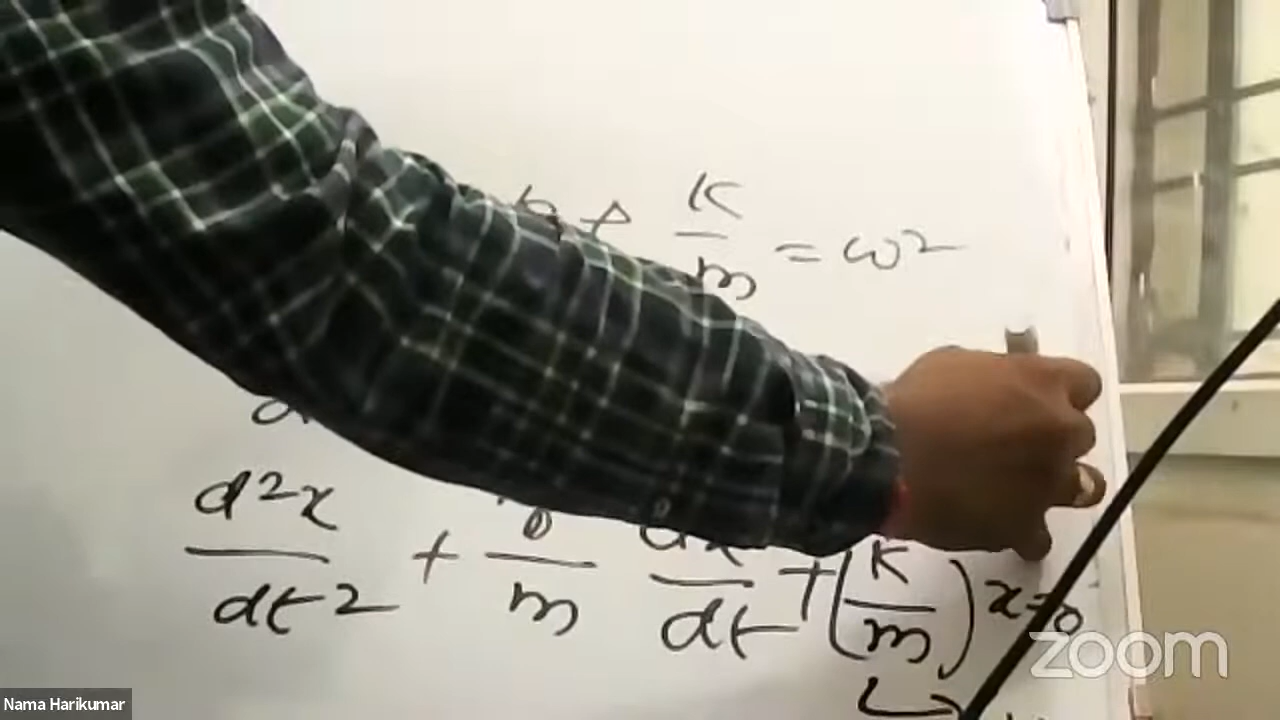 b + K/m = ω²
d²x/dt² + b/m dx/dt + (K/m) x = 0
zoom
Nama Harikumar